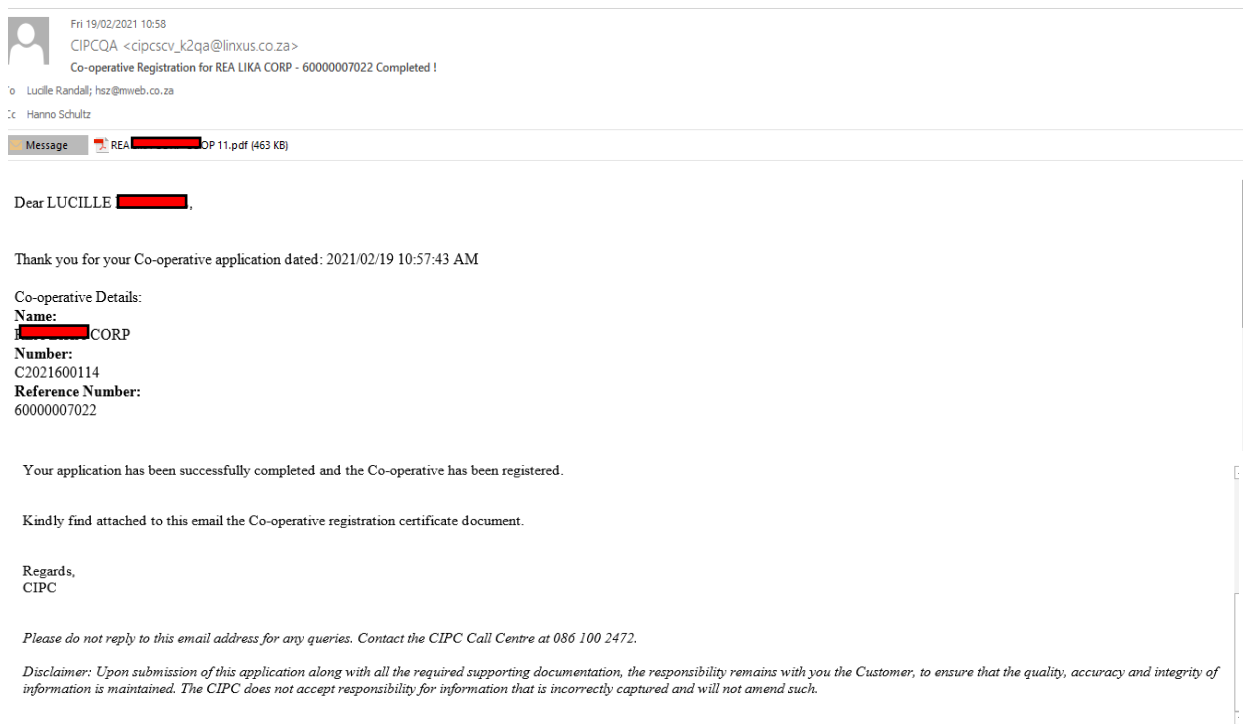 Fri 19/02/2021 10:58
CIPCQA <cipcscv_k2qa@linxus.co.za>
Co-operative Registration for REA LIKA CORP - 60000007022 Completed !
o Lucille Randall; hsz@mweb.co.za
Cc Hanno Schultz
Message REA OP 11.pdf (463 KB)
Dear LUCILLE ,
Thank you for your Co-operative application dated: 2021/02/19 10:57:43 AM
Co-operative Details:
Name:
CORP
Number:
C2021600114
Reference Number:
60000007022
Your application has been successfully completed and the Co-operative has been registered.
Kindly find attached to this email the Co-operative registration certificate document.
Regards,
CIPC
Please do not reply to this email address for any queries. Contact the CIPC Call Centre at 086 100 2472.
Disclaimer: Upon submission of this application along with all the required supporting documentation, the responsibility remains with you the Customer, to ensure that the quality, accuracy and integrity of
information is maintained. The CIPC does not accept responsibility for information that is incorrectly captured and will not amend such.